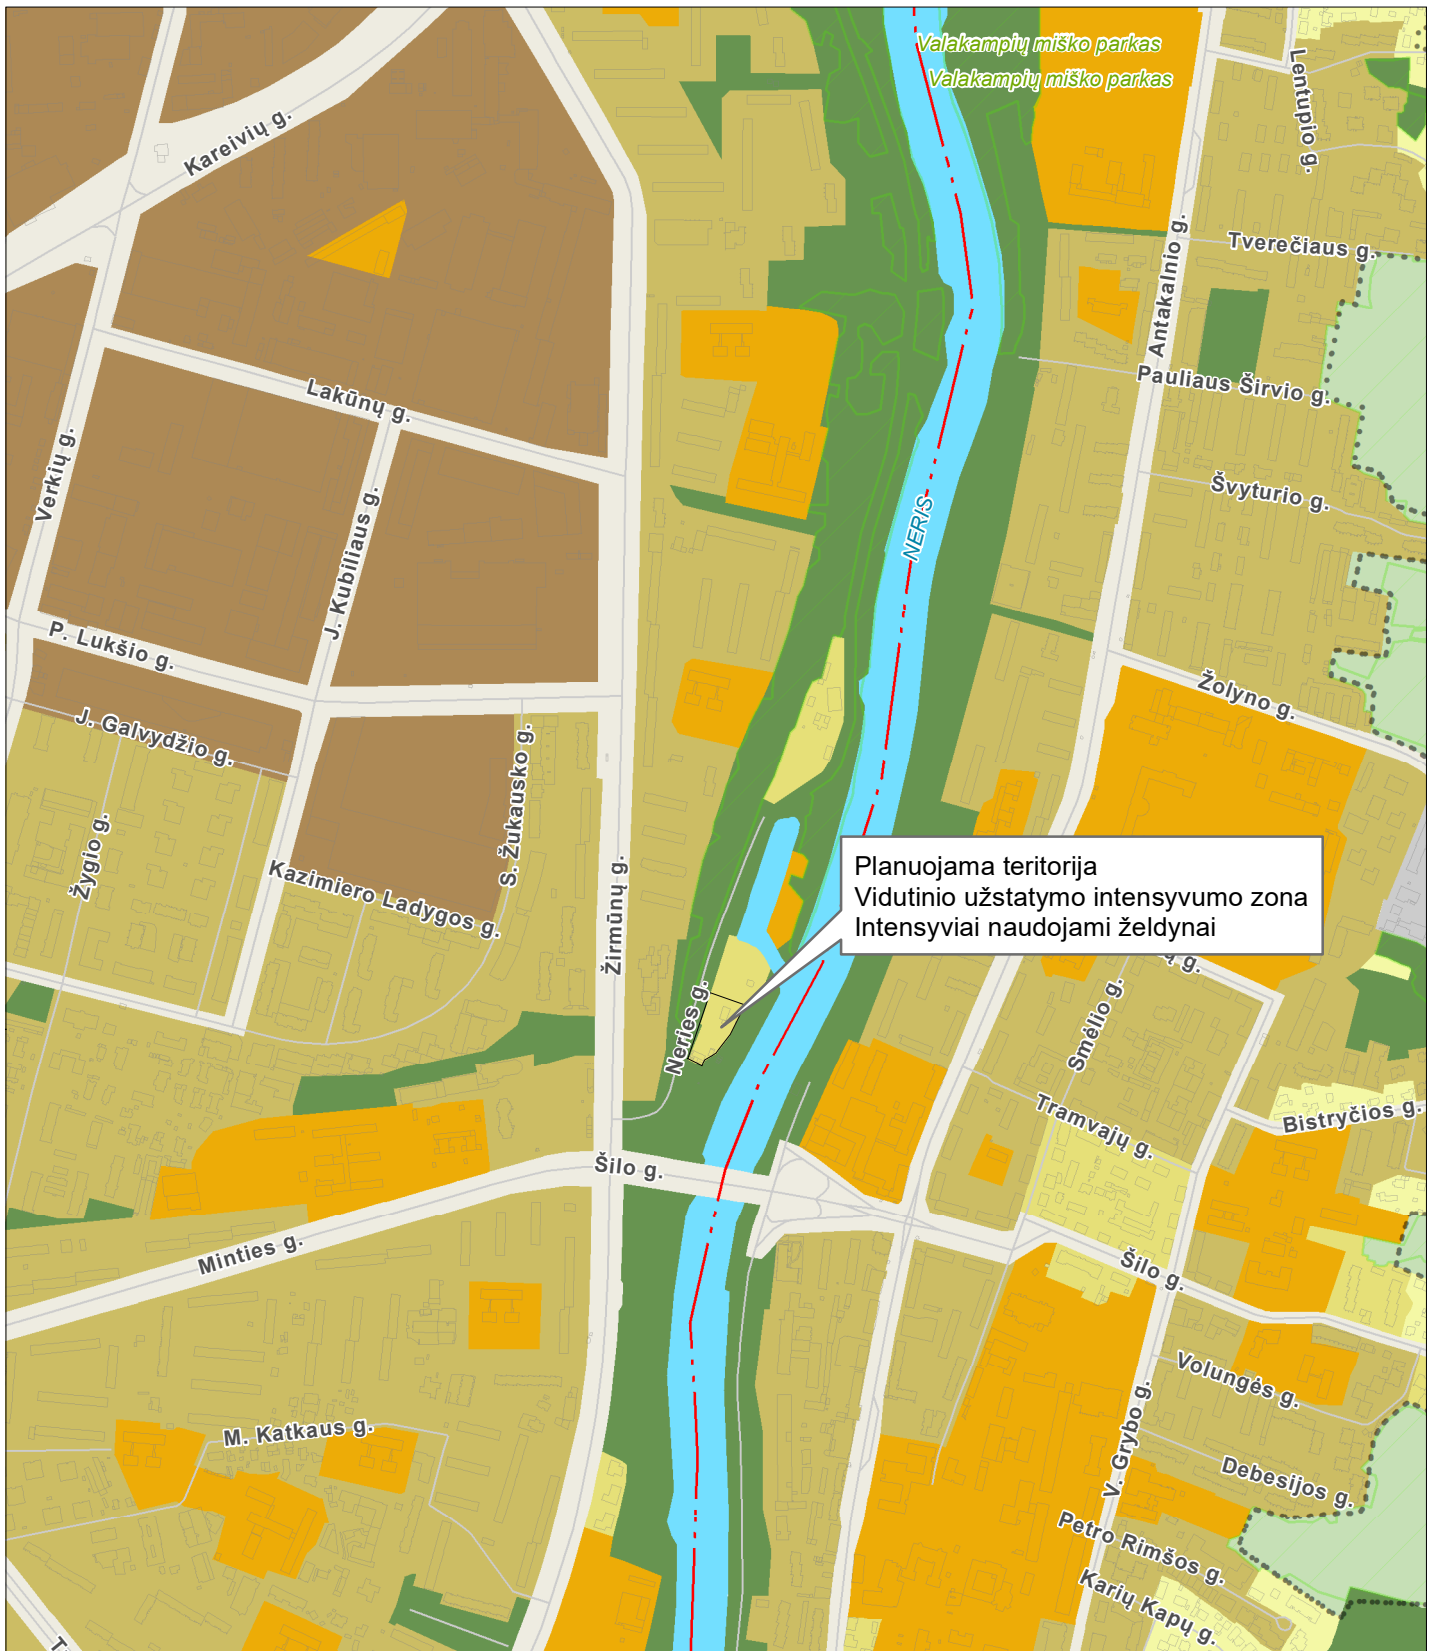 Valakampių miško parkas
Valakampių miško parkas
Lentupio g.
Kareivių g.
Tverečiaus g.
Antakalnio g.
Pauliaus Širvio g.
Lakūnų g.
Verkių g.
Švyturio g.
NERIS
J. Kubiliaus g.
P. Lukšio g.
Žolyno g.
J. Galvydžio g.
S. Žukausko g.
Žygio g.
Kazimiero Ladygos g.
Žirmūnų g.
Planuojama teritorija
Vidutinio užstatymo intensyvumo zona
Intensyviai naudojami želdynai
Neries g.
Smėlio g.
Tramvajų g.
Bistryčios g.
Šilo g.
Minties g.
Šilo g.
Volungės g.
M. Katkaus g.
V. Grybo g.
Debesijos g.
Petro Rimšos g.
Karių Kapų g.